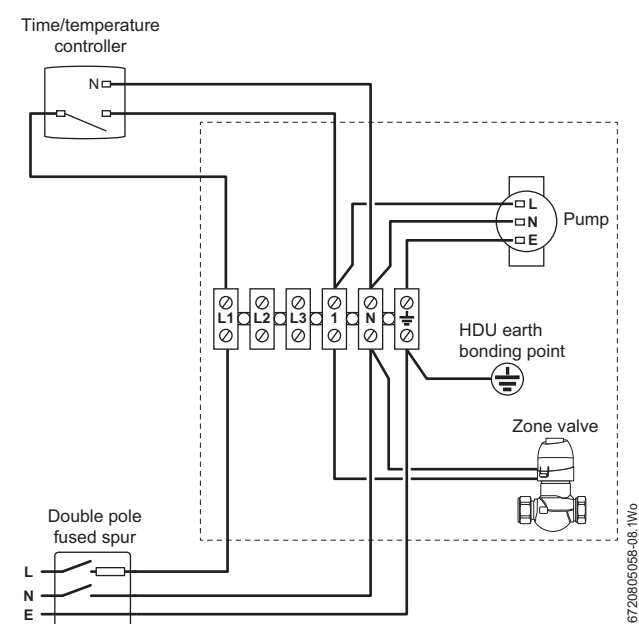 Time/temperature
controller
N
L
N
E
Pump
L1 L2 L3 1 N
HDU earth
bonding point
Zone valve
Double pole
fused spur
L
N
E
6720805058-08.1Wo